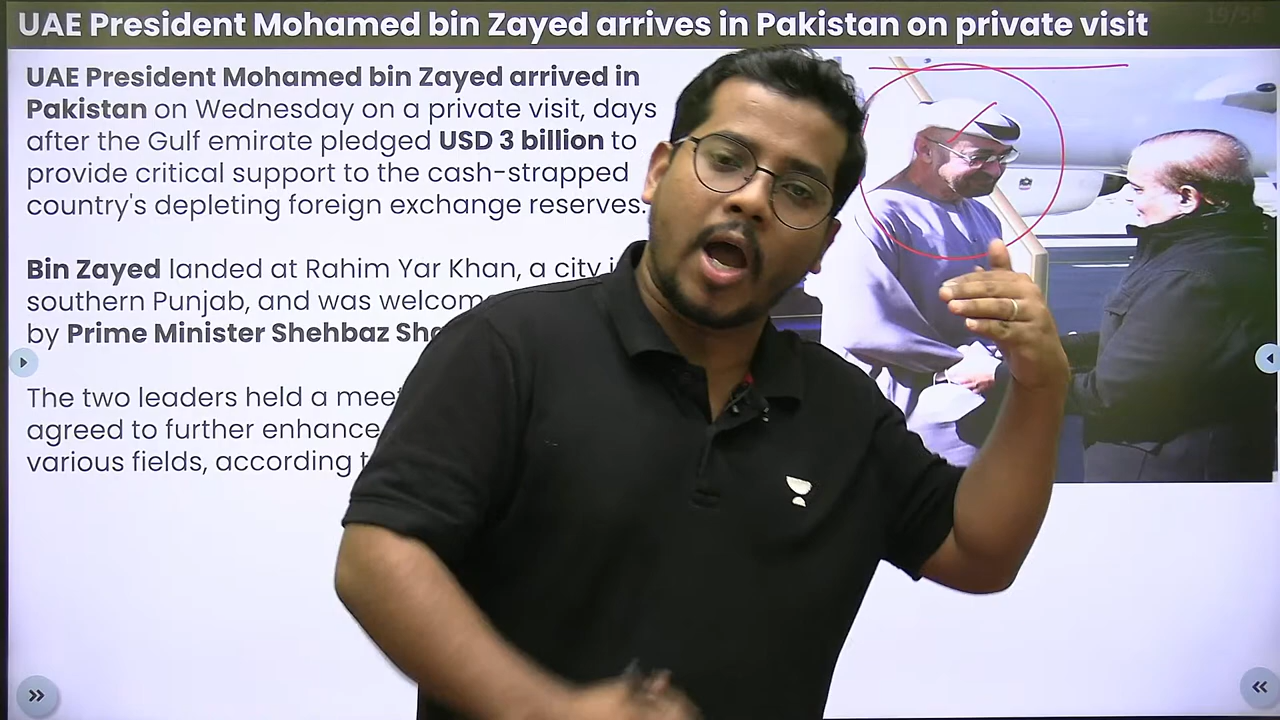 UAE President Mohamed bin Zayed arrives in Pakistan on private visit
19/56
UAE President Mohamed bin Zayed arrived in
Pakistan on Wednesday on a private visit, days
after the Gulf emirate pledged USD 3 billion to
provide critical support to the cash-strapped
country's depleting foreign exchange reserves.
Bin Zayed landed at Rahim Yar Khan, a city
southern Punjab, and was
by Prime Minister Shehbaz
The two leaders held a
agreed to further enhance
various fields, according